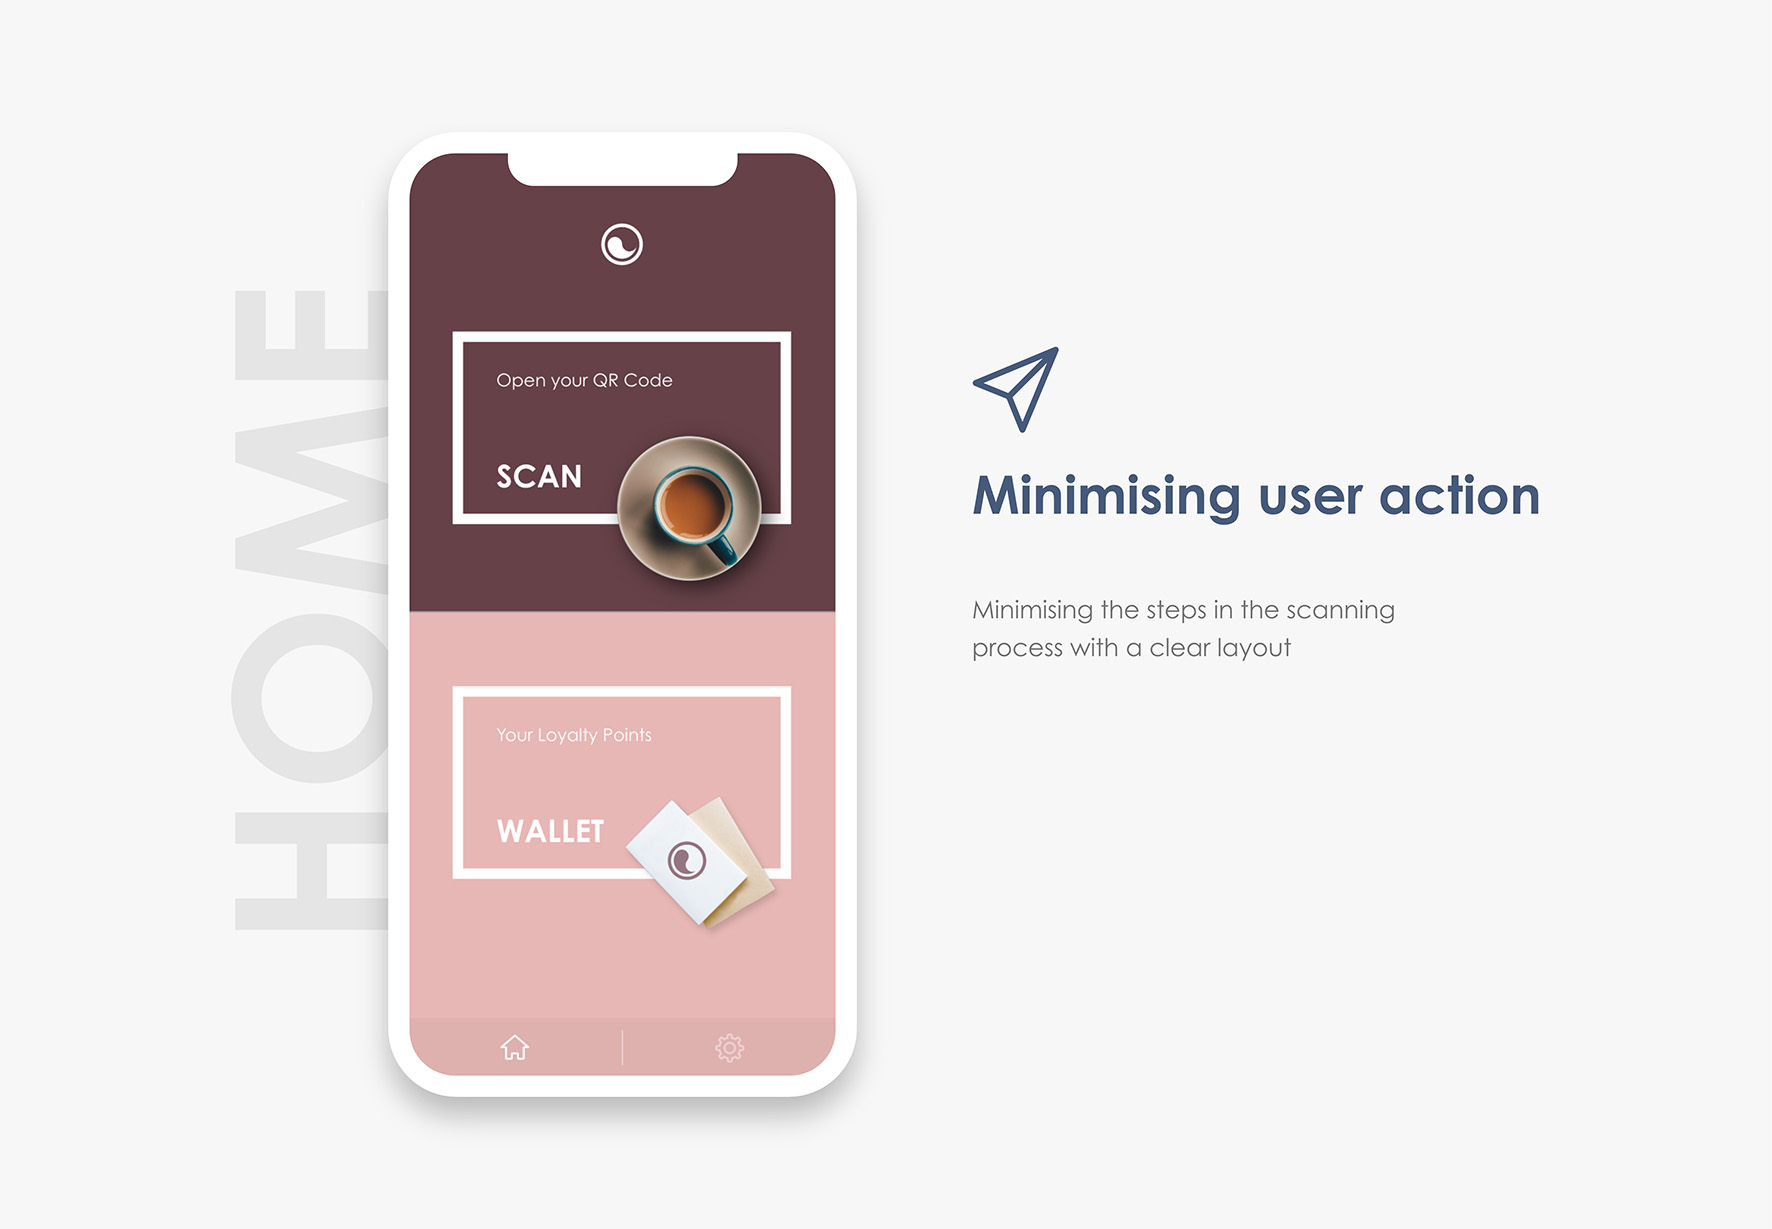 HOME
Open your QR Code
SCAN
Your Loyalty Points
WALLET
Minimising user action
Minimising the steps in the scanning
process with a clear layout